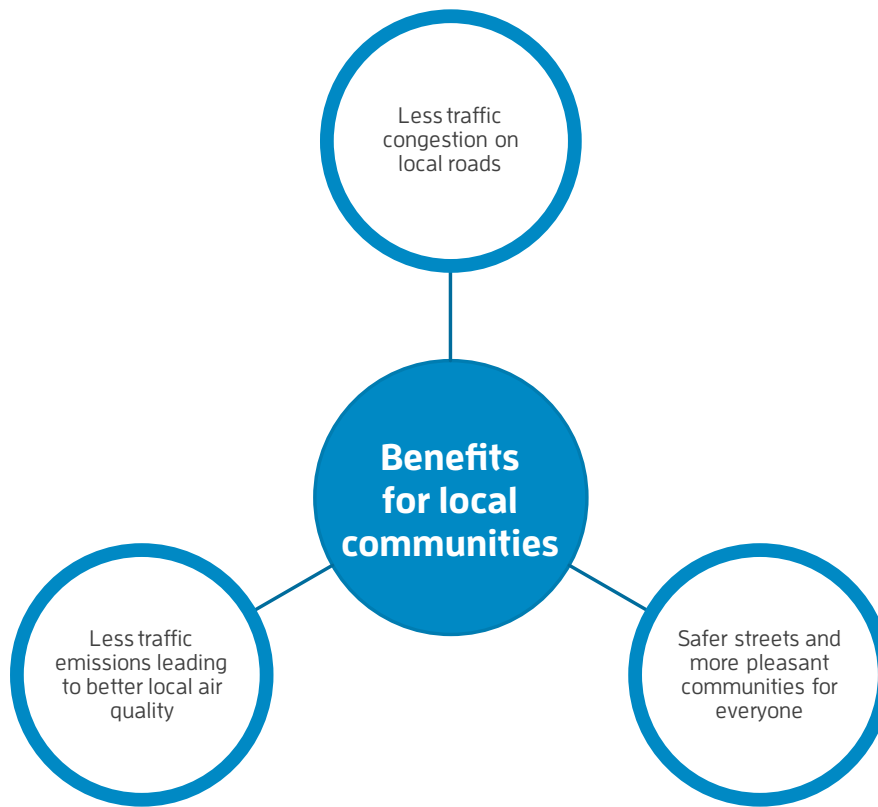 Less traffic
congestion on
local roads
Benefits
for local
communities
Less traffic
emissions leading
to better local air
quality
Safer streets and
more pleasant
communities for
everyone